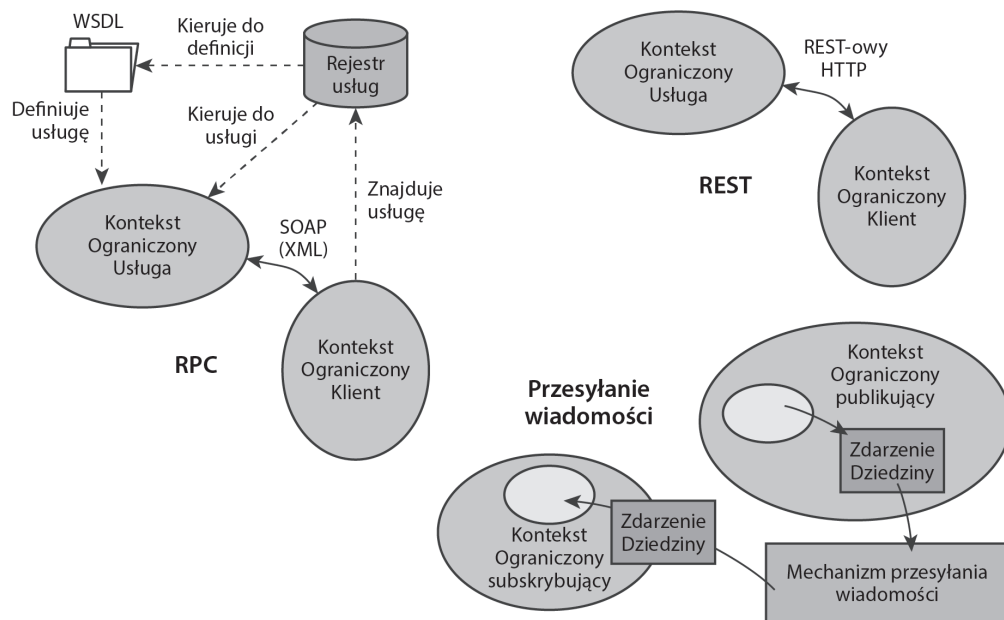 WSDL
Kieruje do
definicji
Rejestr
usług
Definiuje
usługę
Kieruje do
usługi
Znajduje
usługę
Kontekst
Ograniczony
Usługa
SOAP
(XML)
RPC
Kontekst
Ograniczony
Klient
Kontekst
Ograniczony
Usługa
REST-owy
HTTP
REST
Kontekst
Ograniczony
Klient
Przesyłanie
wiadomości
Kontekst
Ograniczony
publikujący
Zdarzenie
Dziedziny
Zdarzenie
Dziedziny
Kontekst
Ograniczony
subskrybujący
Mechanizm przesyłania
wiadomości